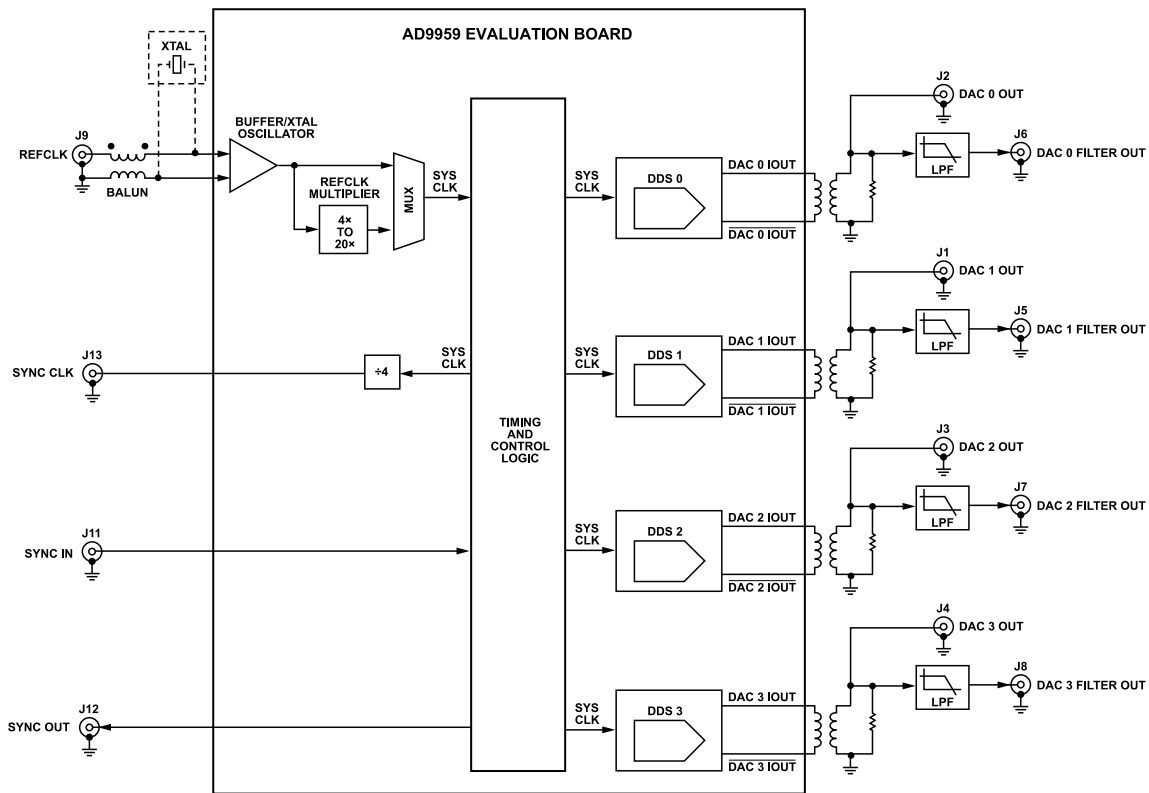 AD9959 EVALUATION BOARD
XTAL
BUFFER/XTAL
OSCILLATOR
J9
REFCLK
BALUN
REFCLK
MULTIPLIER
4×
TO
20×
MUX
SYS
CLK
SYS
CLK
DDS 0
DAC 0 IOUT
DAC 0 IOUT
J2
DAC 0 OUT
LPF
J6
DAC 0 FILTER OUT
J13
SYNC CLK
÷4
SYS
CLK
TIMING
AND
CONTROL
LOGIC
SYS
CLK
DDS 1
DAC 1 IOUT
DAC 1 IOUT
J1
DAC 1 OUT
LPF
J5
DAC 1 FILTER OUT
J11
SYNC IN
SYS
CLK
DDS 2
DAC 2 IOUT
DAC 2 IOUT
J3
DAC 2 OUT
LPF
J7
DAC 2 FILTER OUT
J12
SYNC OUT
SYS
CLK
DDS 3
DAC 3 IOUT
DAC 3 IOUT
J4
DAC 3 OUT
LPF
J8
DAC 3 FILTER OUT